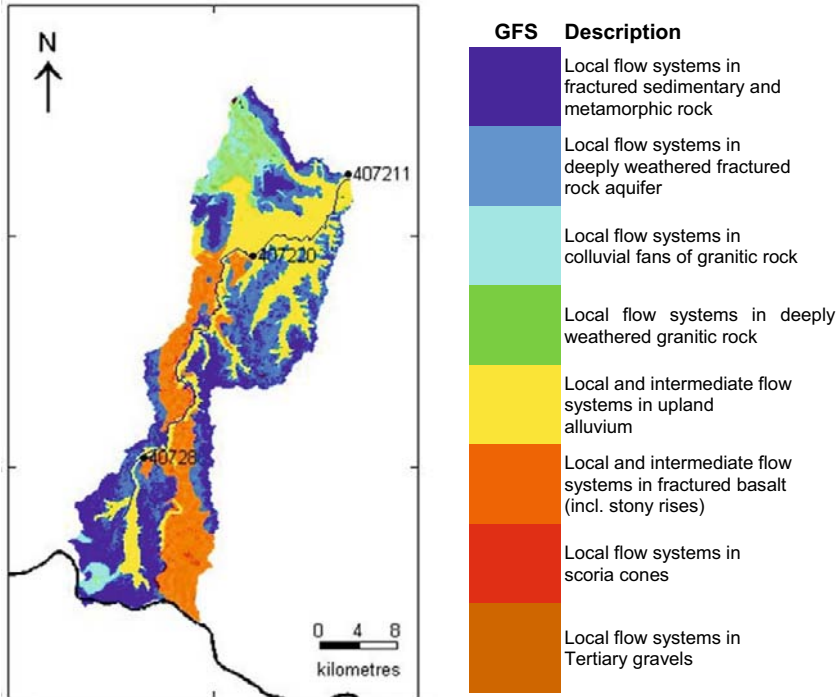 N
407211
407220
40728
0 4 8
kilometres
GFS Description
Local flow systems in
fractured sedimentary and
metamorphic rock
Local flow systems in
deeply weathered fractured
rock aquifer
Local flow systems in
colluvial fans of granitic rock
Local flow systems in deeply
weathered granitic rock
Local and intermediate flow
systems in upland
alluvium
Local and intermediate flow
systems in fractured basalt
(incl. stony rises)
Local flow systems in
scoria cones
Local flow systems in
Tertiary gravels